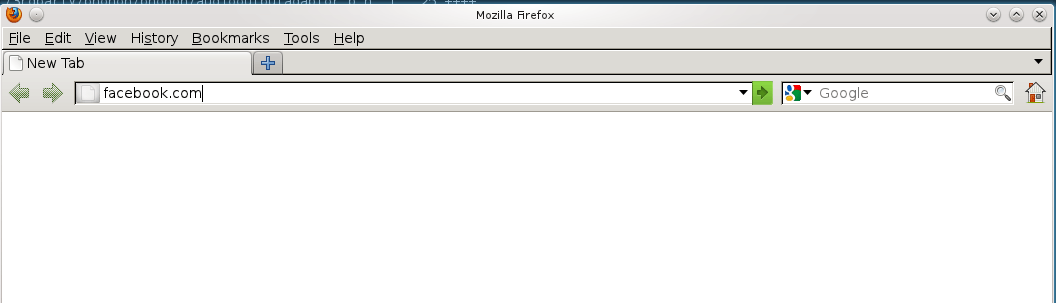 Mozilla Firefox
File Edit View History Bookmarks Tools Help
New Tab
facebook.com Google